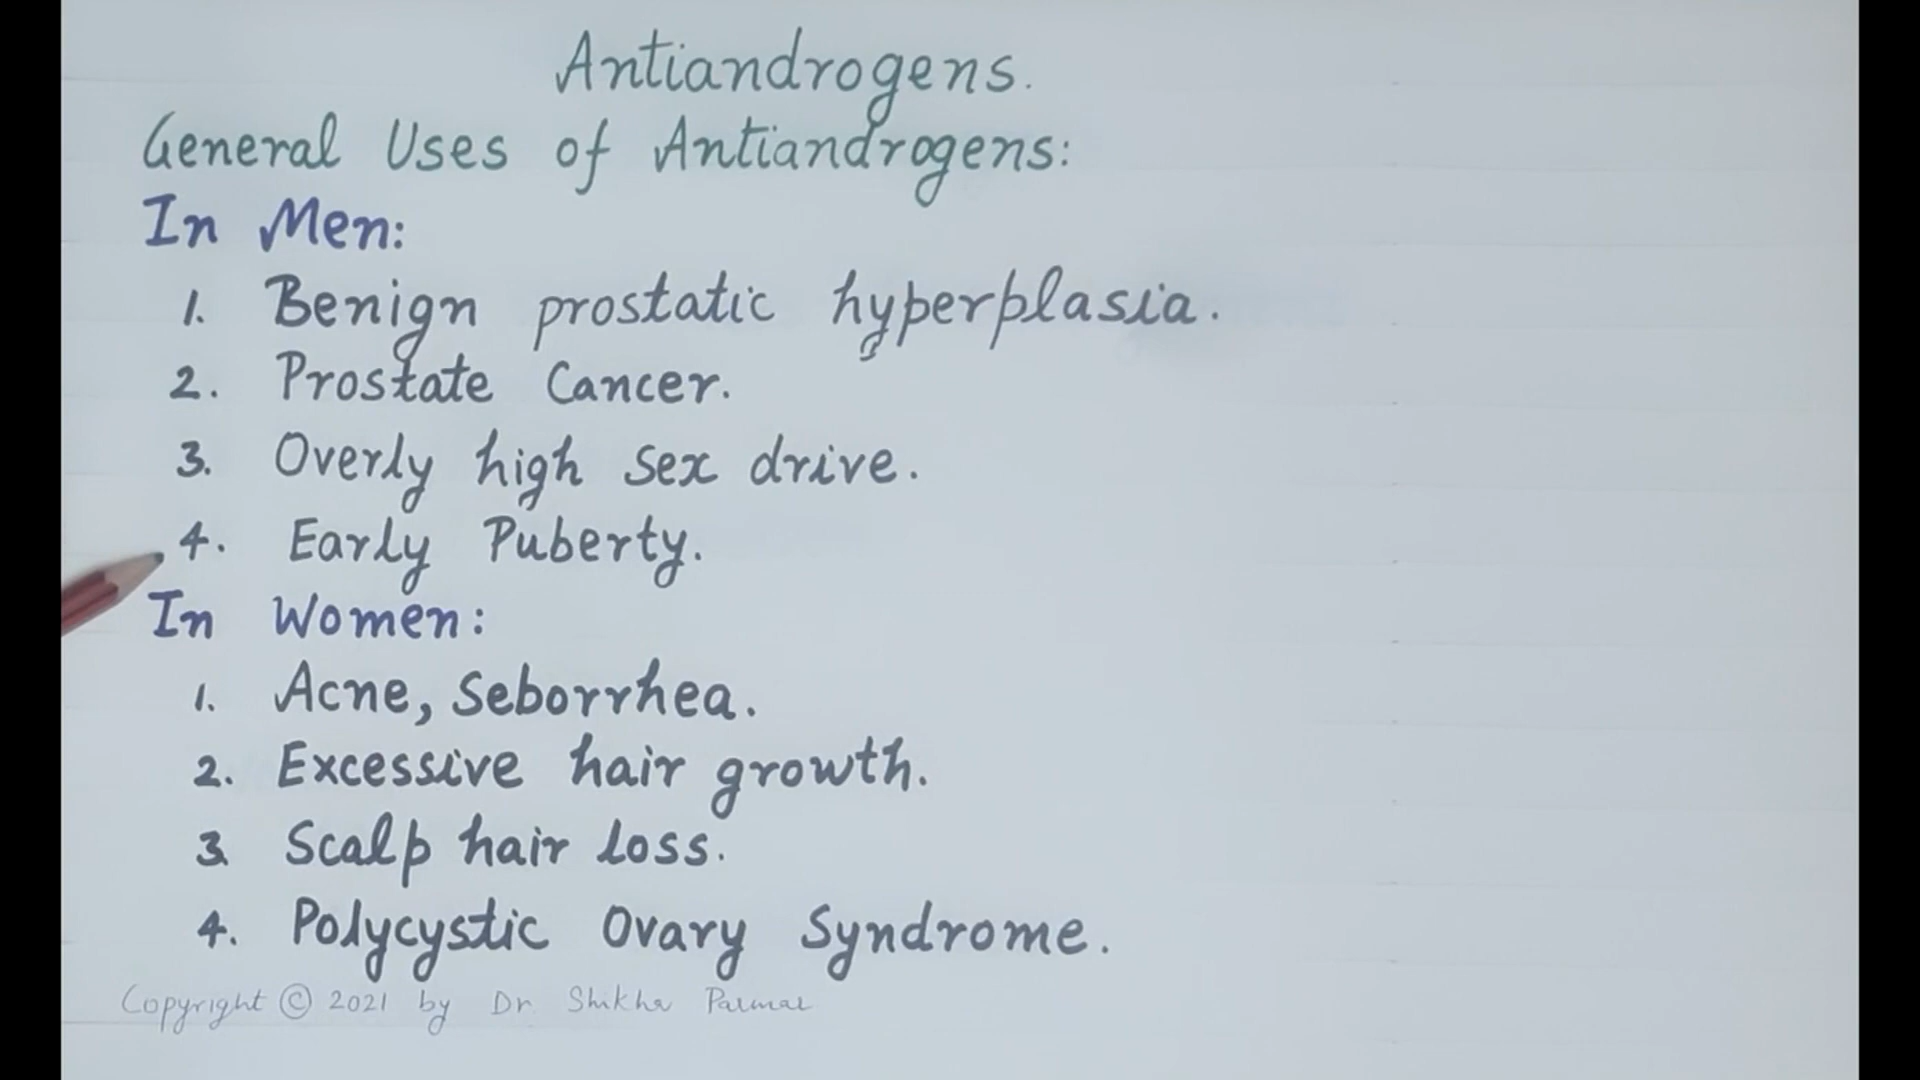 Antiandrogens.
General Uses of Antiandrogens:
In Men:
1. Benign prostatic hyperplasia.
2. Prostate Cancer.
3. Overly high sex drive.
4. Early Puberty.
In Women:
1. Acne, Seborrhea.
2. Excessive hair growth.
3 Scalp hair loss.
4. Polycystic Ovary Syndrome.
Copyright © 2021 by Dr Shikha Parmar